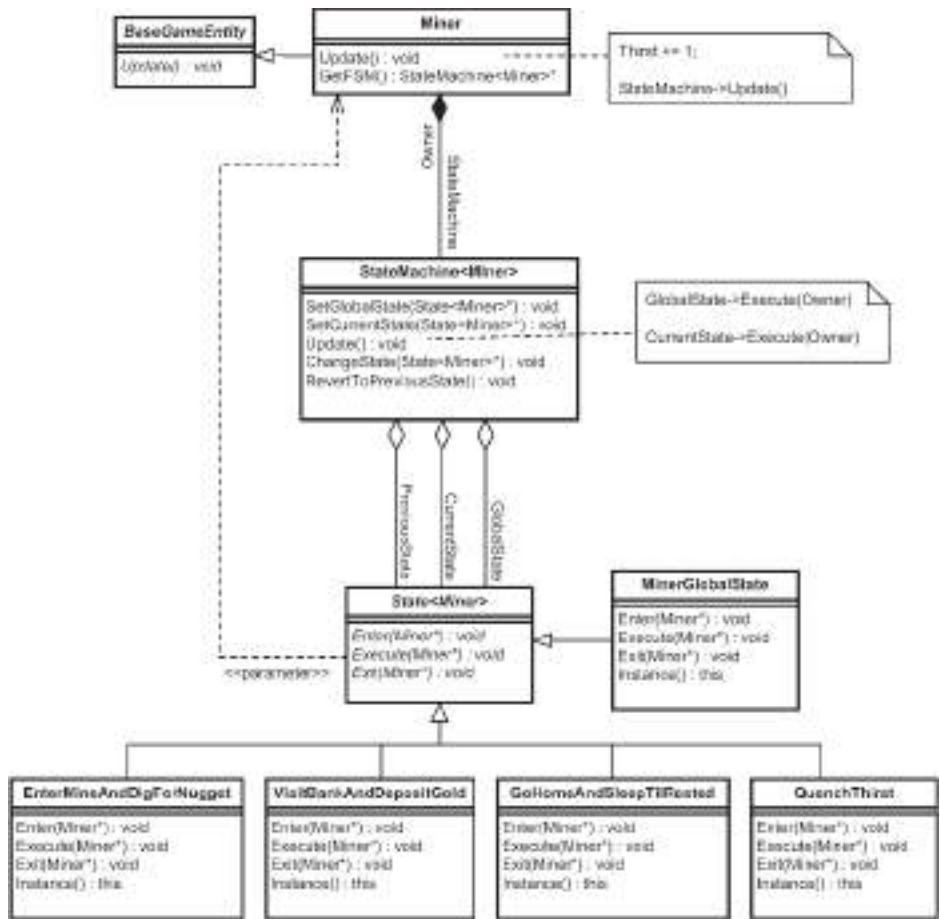 BaseGameEntity
Update() : void
Miner
Update() : void
GetFSM() : StateMachine<Miner>*
Thirst += 1;
StateMachine->Update()
Owner
StateMachine
StateMachine<Miner>
SetGlobalState(State<Miner>*) : void
SetCurrentState(State<Miner>*) : void
Update() : void
ChangeState(State<Miner>*) : void
RevertToPreviousState() : void
GlobalState->Execute(Owner)
CurrentState->Execute(Owner)
PreviousState
CurrentState
GlobalState
State<Miner>
Enter(Miner*) : void
Execute(Miner*) : void
Exit(Miner*) : void
MinerGlobalState
Enter(Miner*) : void
Execute(Miner*) : void
Exit(Miner*) : void
Instance() : this
<<parameter>>
EnterMineAndDigForNugget
Enter(Miner*) : void
Execute(Miner*) : void
Exit(Miner*) : void
Instance() : this
VisitBankAndDepositGold
Enter(Miner*) : void
Execute(Miner*) : void
Exit(Miner*) : void
Instance() : this
GoHomeAndSleepTilRested
Enter(Miner*) : void
Execute(Miner*) : void
Exit(Miner*) : void
Instance() : this
QuenchThirst
Enter(Miner*) : void
Execute(Miner*) : void
Exit(Miner*) : void
Instance() : this